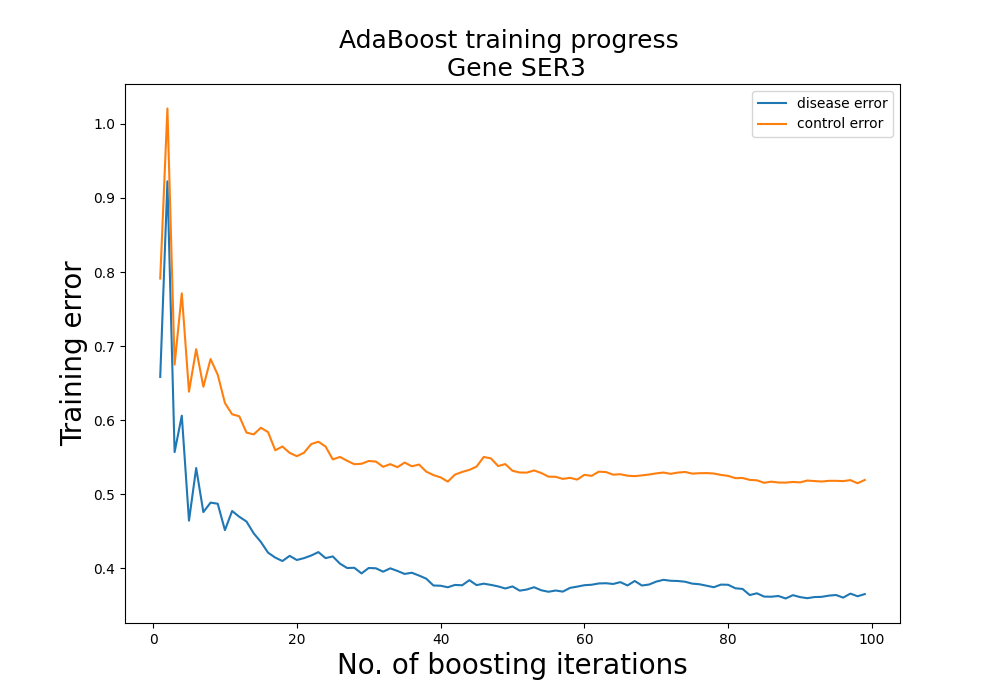 AdaBoost training progress
Gene SER3
disease error
control error
Training error
1.0
0.9
0.8
0.7
0.6
0.5
0.4
0 20 40 60 80 100
No. of boosting iterations